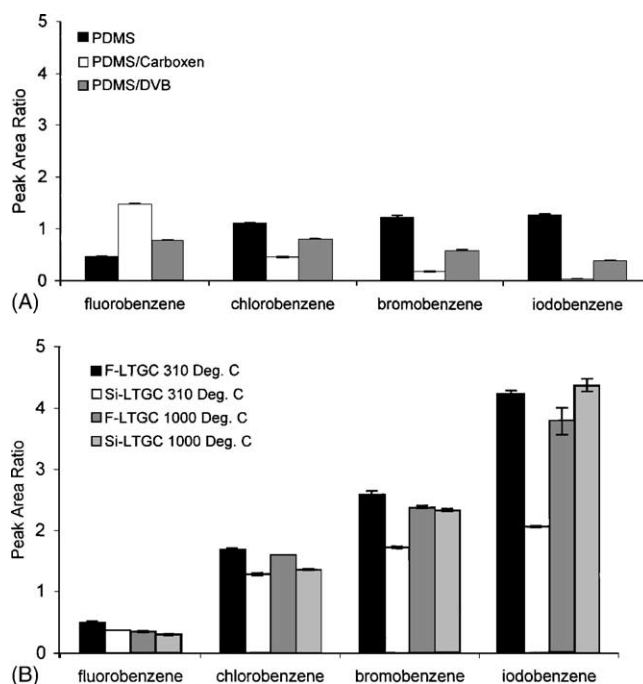 5
PDMS
PDMS/Carboxen
4
PDMS/DVB
3
Peak Area Ratio
2
1
0
(A)
fluorobenzene chlorobenzene bromobenzene iodobenzene
5
F-LTGC 310 Deg. C
Si-LTGC 310 Deg. C
4
F-LTGC 1000 Deg. C
Si-LTGC 1000 Deg. C
3
Peak Area Ratio
2
1
0
(B)
fluorobenzene chlorobenzene bromobenzene iodobenzene